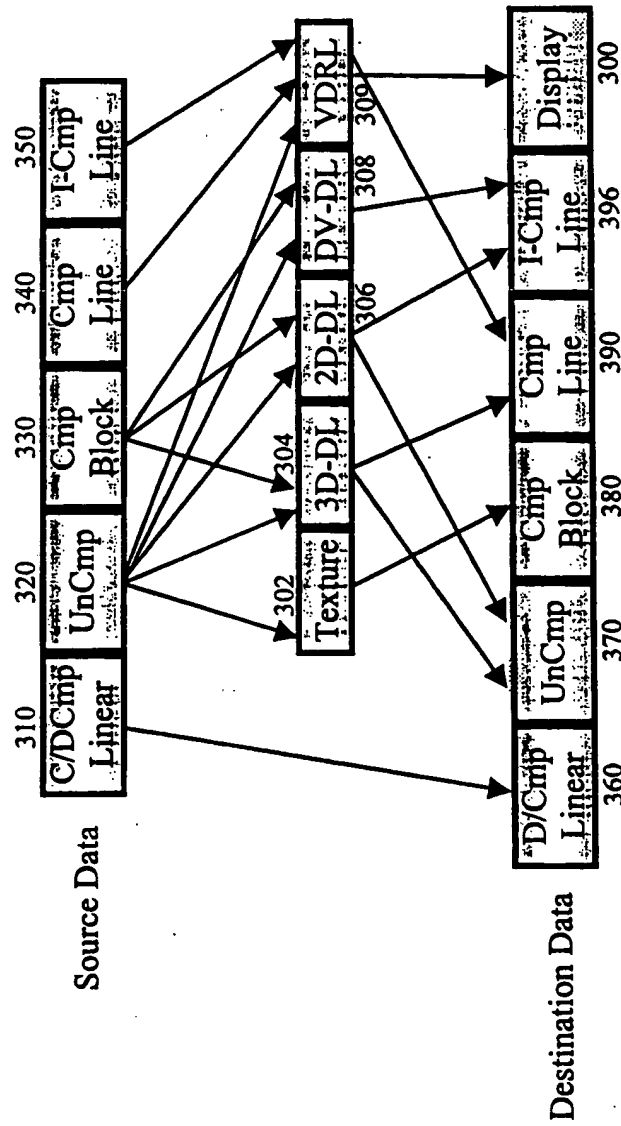 Source Data
310 320 330 340 350
C/DCmp Linear
UnCmp
Cmp Block
Cmp Line
I-Cmp Line
302 304 306 308 309
Texture
3D-DL
2D-DL
DV-DL
VDRL
Destination Data
D/Cmp Linear
UnCmp
Cmp Block
Cmp Line
I-Cmp Line
Display
360 370 380 390 396 300